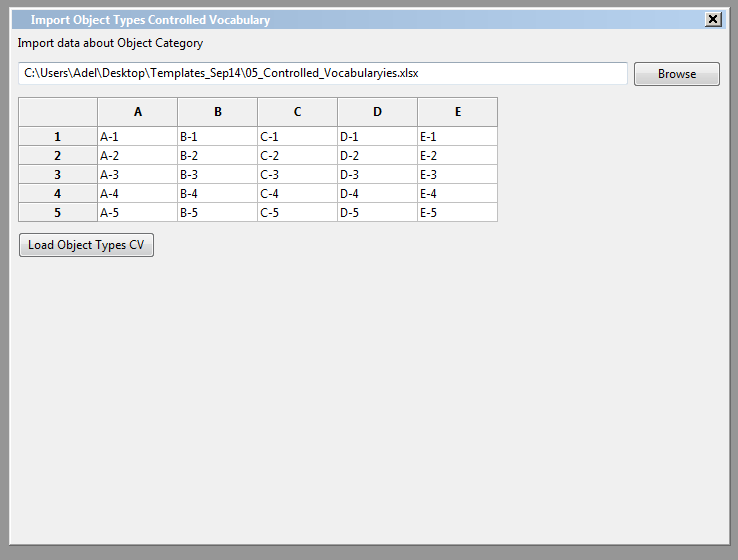 Import Object Types Controlled Vocabulary
Import data about Object Category
C:\Users\Adel\Desktop\Templates_Sep14\05_Controlled_Vocabularyies.xlsx Browse
A B C D E
1 A-1 B-1 C-1 D-1 E-1
2 A-2 B-2 C-2 D-2 E-2
3 A-3 B-3 C-3 D-3 E-3
4 A-4 B-4 C-4 D-4 E-4
5 A-5 B-5 C-5 D-5 E-5
Load Object Types CV